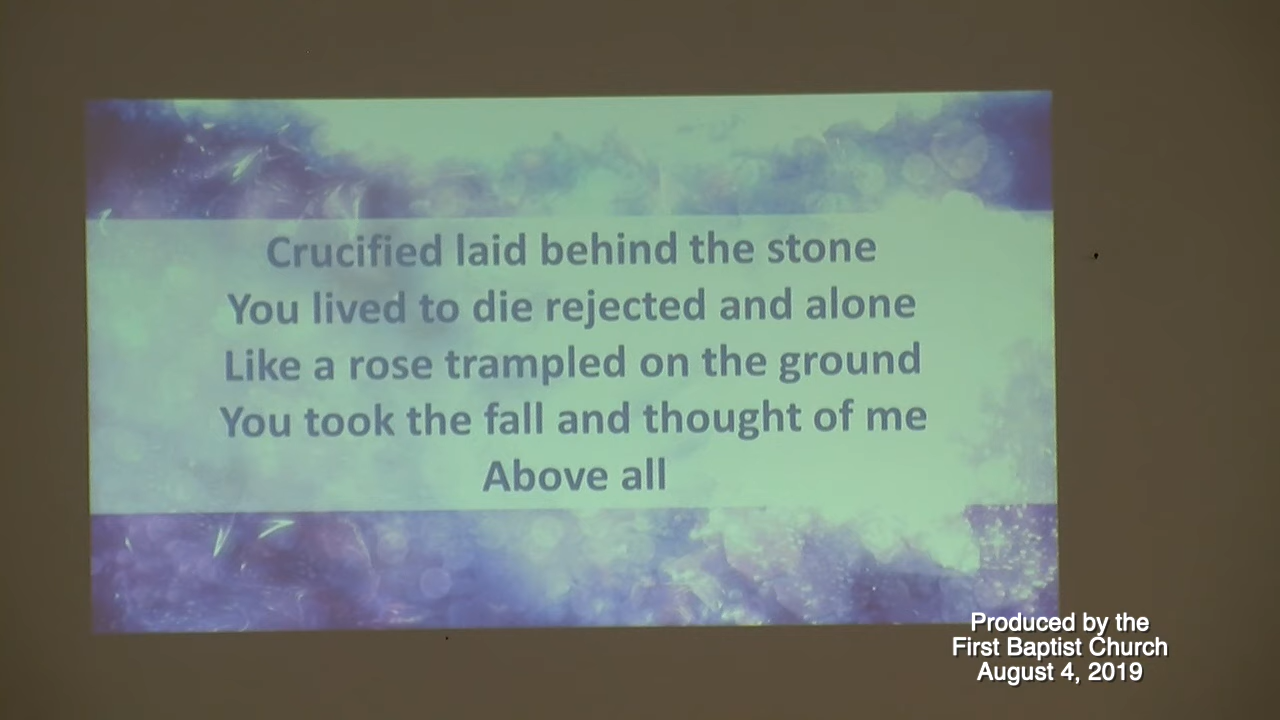 Crucified laid behind the stone
You lived to die rejected and alone
Like a rose trampled on the ground
You took the fall and thought of me
Above all
Produced by the
First Baptist Church
August 4, 2019